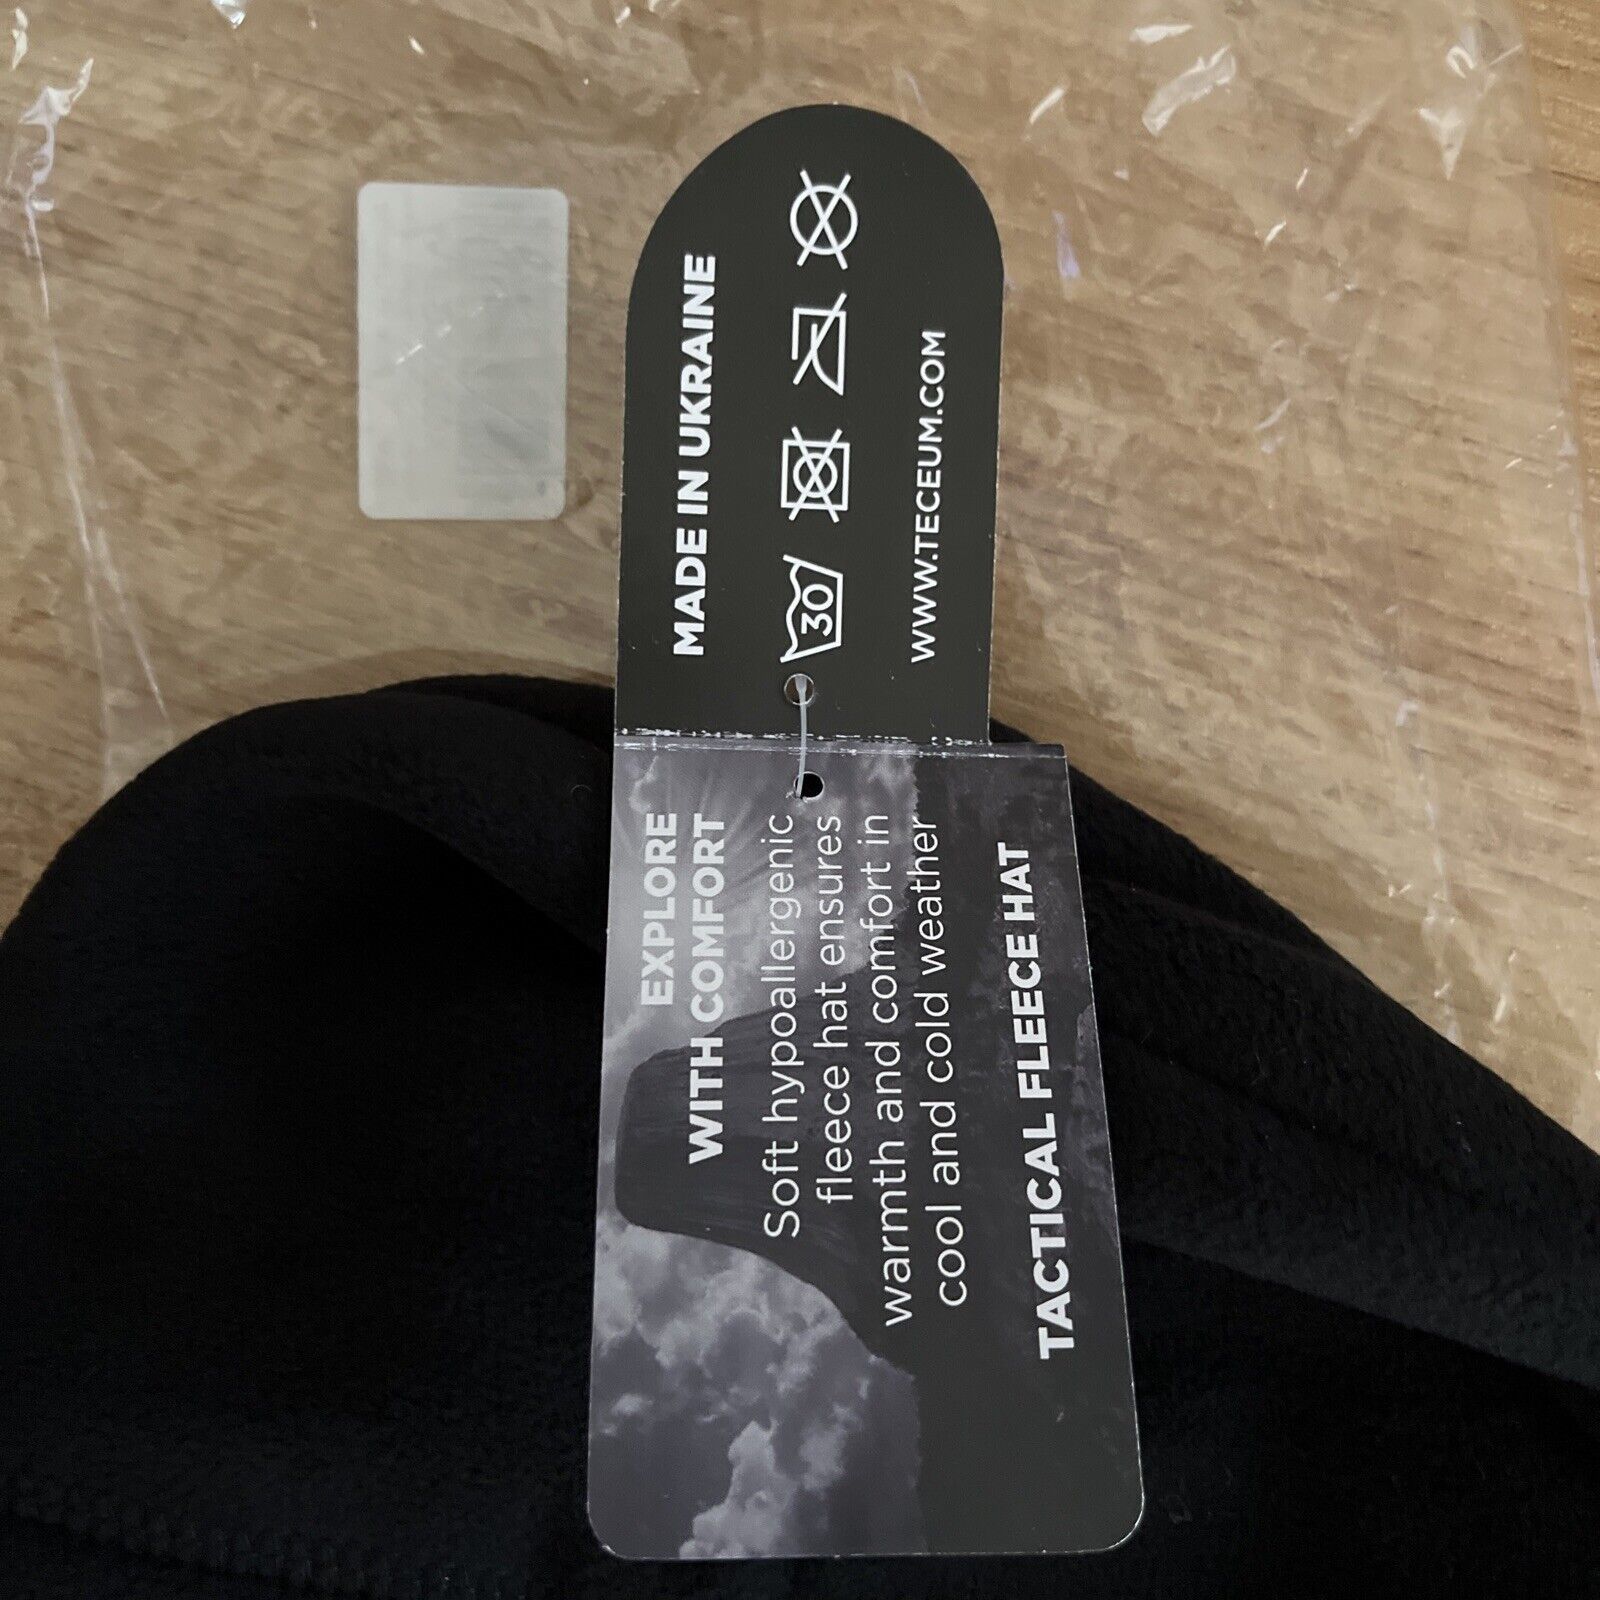 MADE IN UKRAINE
30
WWW.TECEUM.COM
EXPLORE
WITH COMFORT
Soft hypoallergenic
fleece hat ensures
warmth and comfort in
cool and cold weather
TACTICAL FLEECE HAT